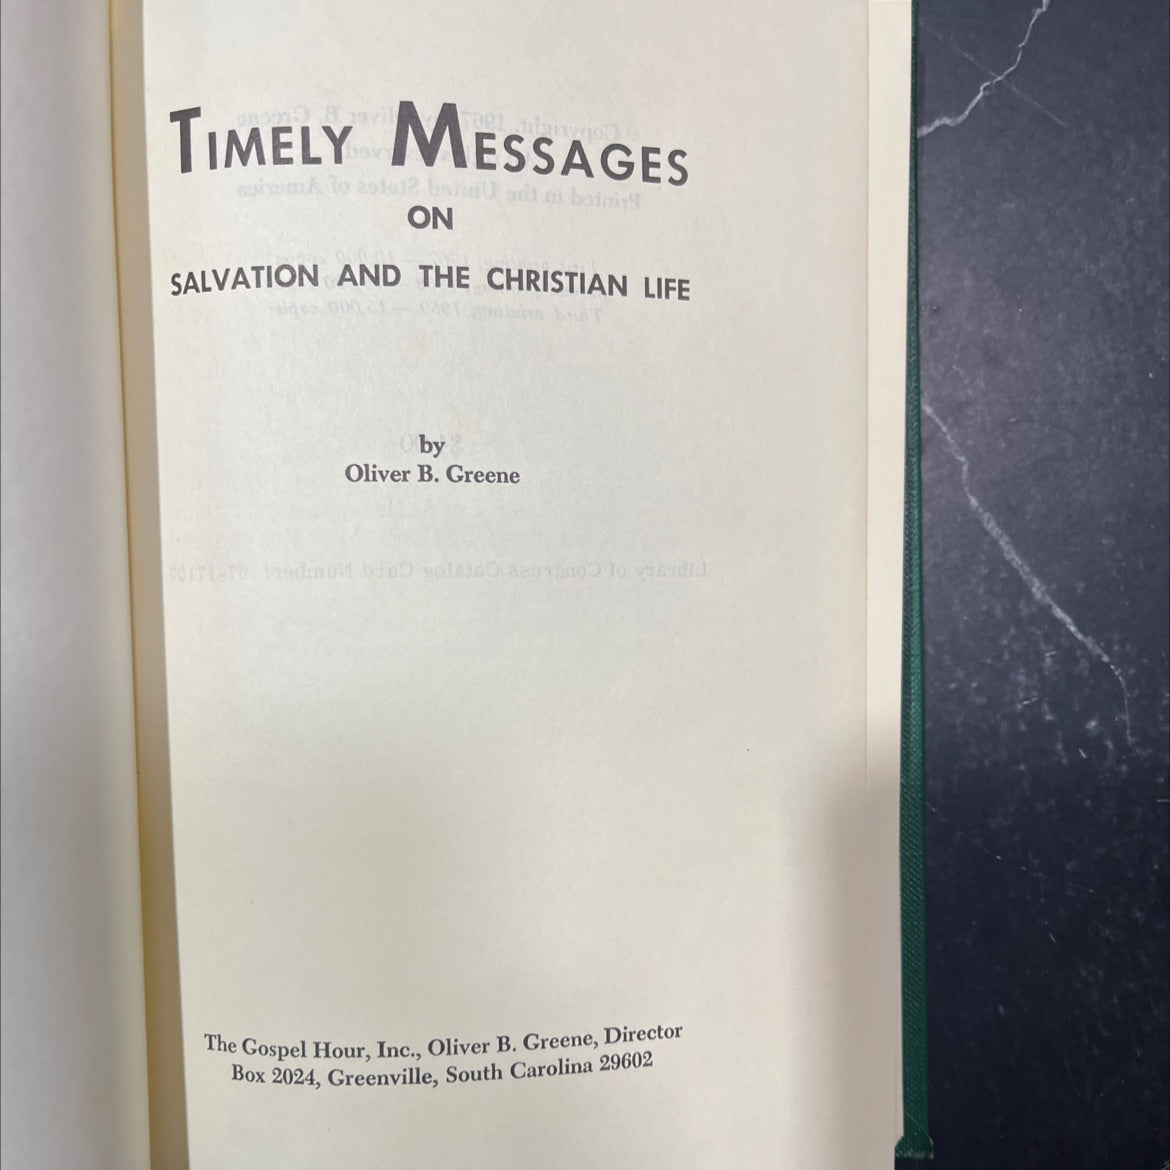 TIMELY MESSAGES
ON
SALVATION AND THE CHRISTIAN LIFE
by
Oliver B. Greene
The Gospel Hour, Inc., Oliver B. Greene, Director
Box 2024, Greenville, South Carolina 29602